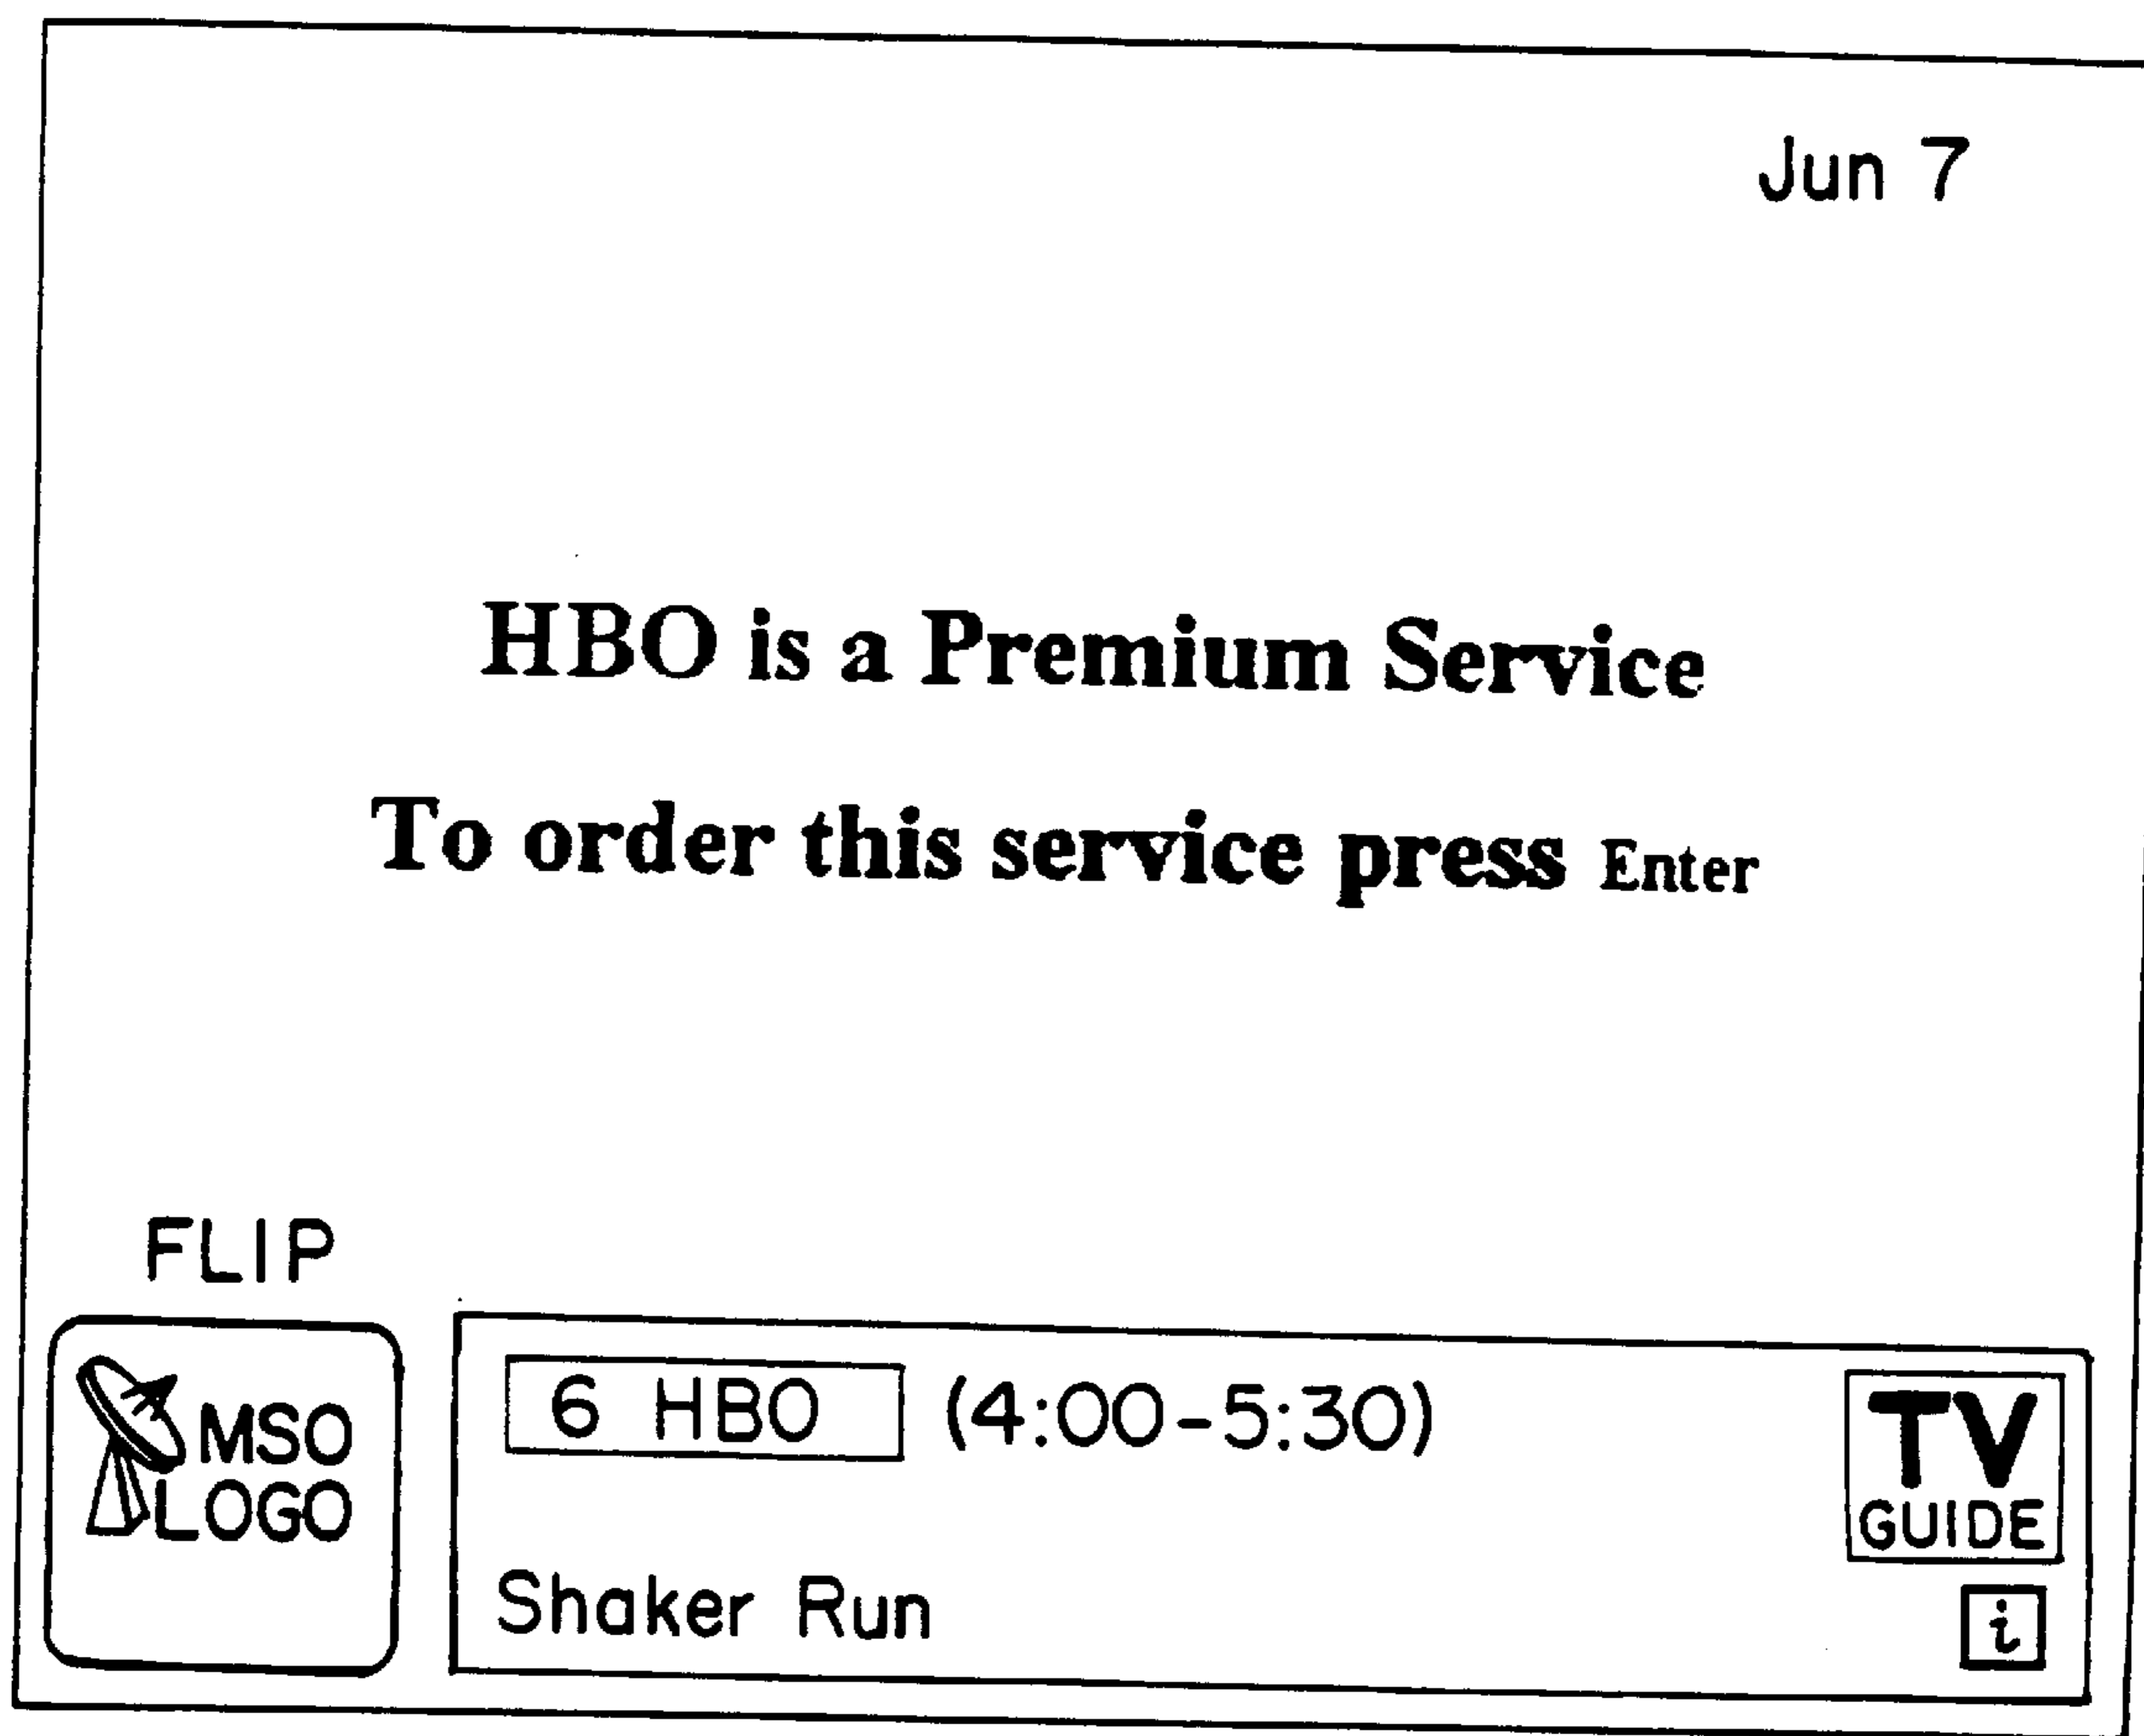 Jun 7
HBO is a Premium Service
To order this service press Enter
FLIP
MSO
LOGO
6 HBO (4:00-5:30)
TV
GUIDE
Shaker Run
i